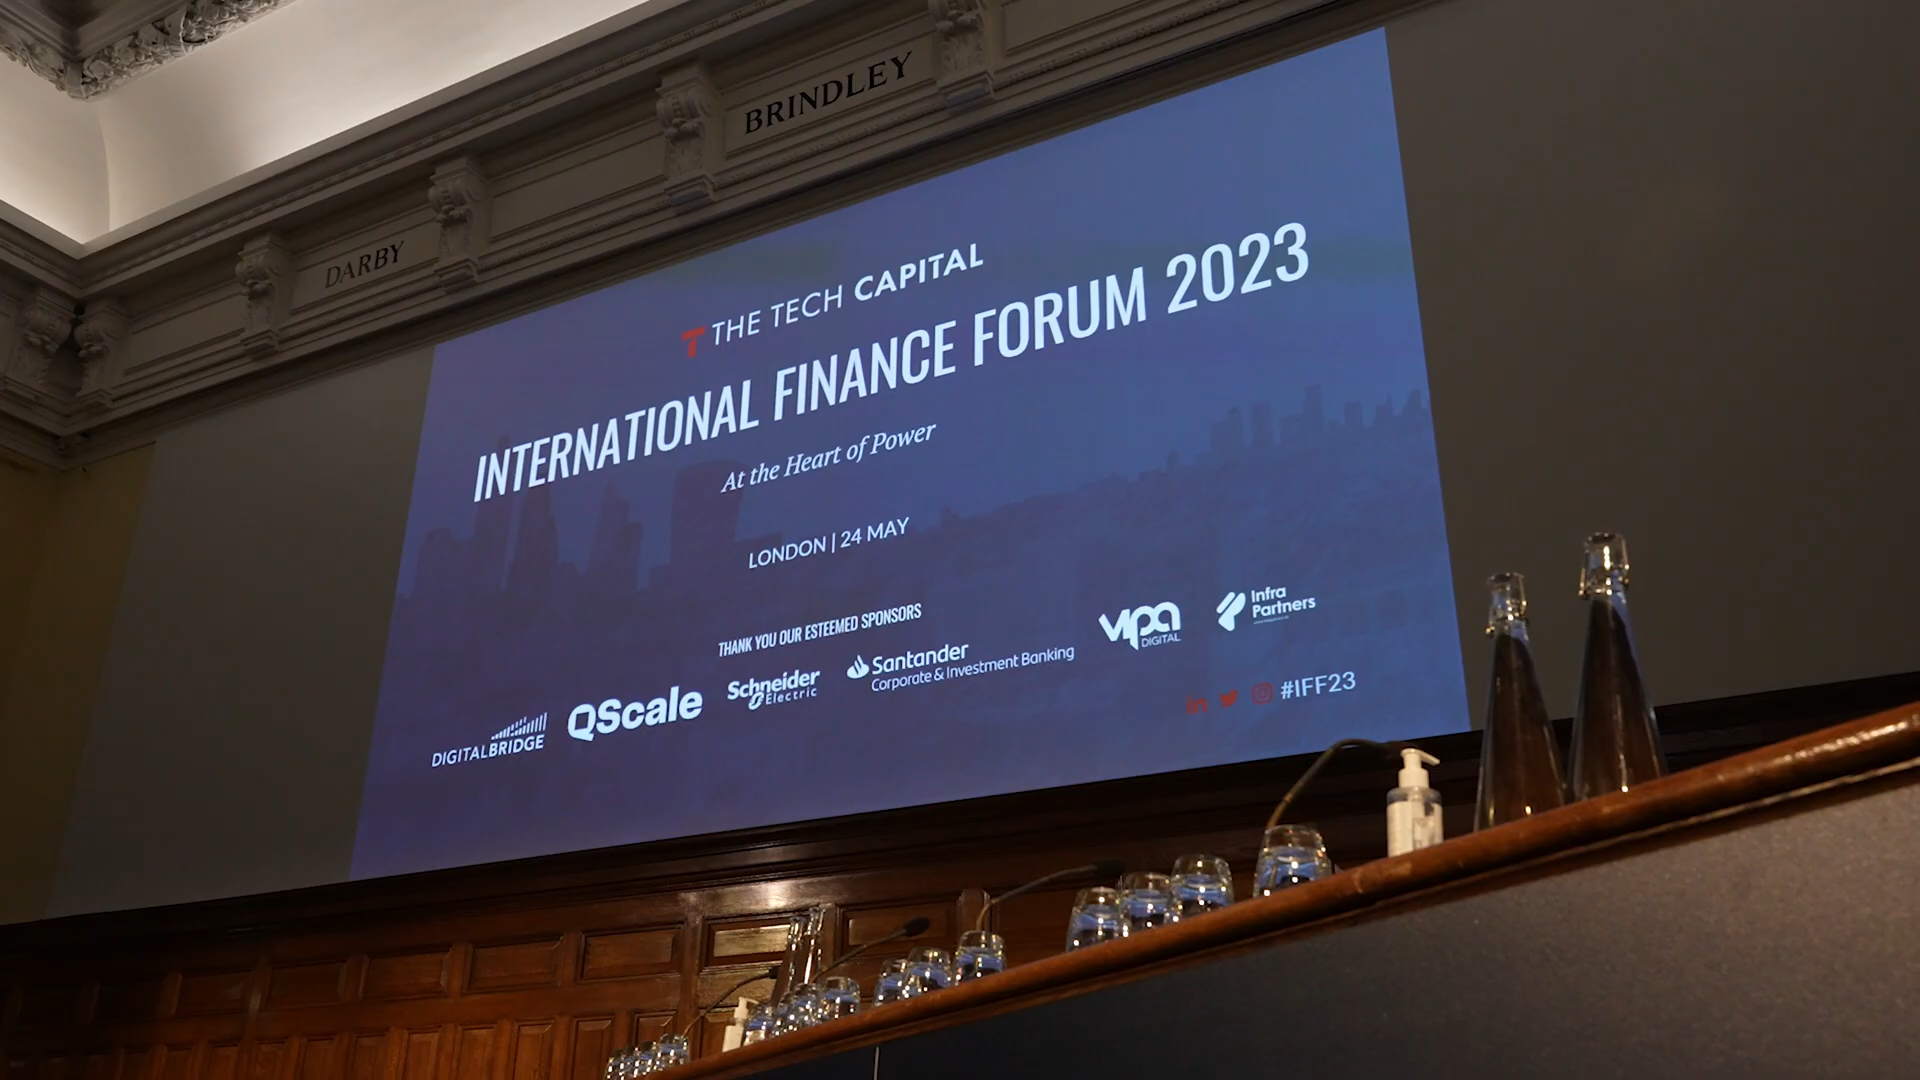 BRINDLEY
DARBY
THE TECH CAPITAL
INTERNATIONAL FINANCE FORUM 2023
At the Heart of Power
LONDON | 24 MAY
THANK YOU OUR ESTEEMED SPONSORS
DIGITALBRIDGE
QScale
Schneider
Electric
Santander
Corporate & Investment Banking
vipa
DIGITAL
Infra
Partners
in
#IFF23